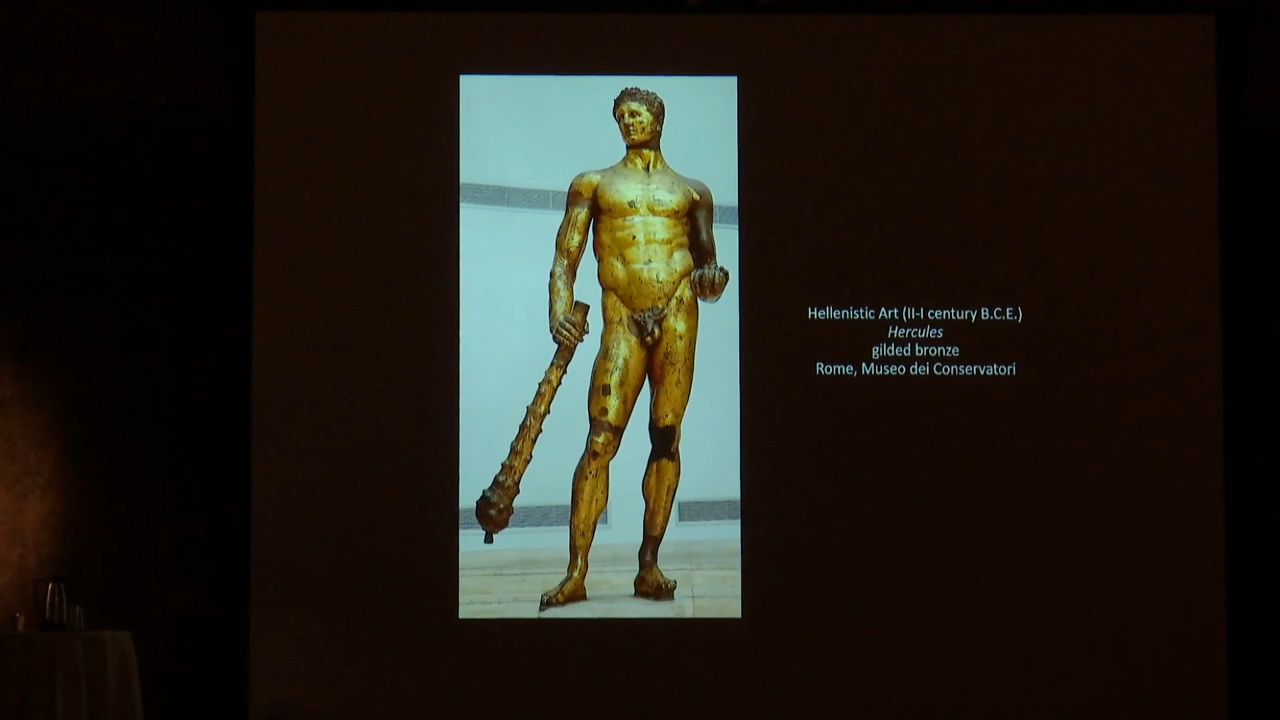 Hellenistic Art (II-I century B.C.E.)
Hercules
gilded bronze
Rome, Museo dei Conservatori